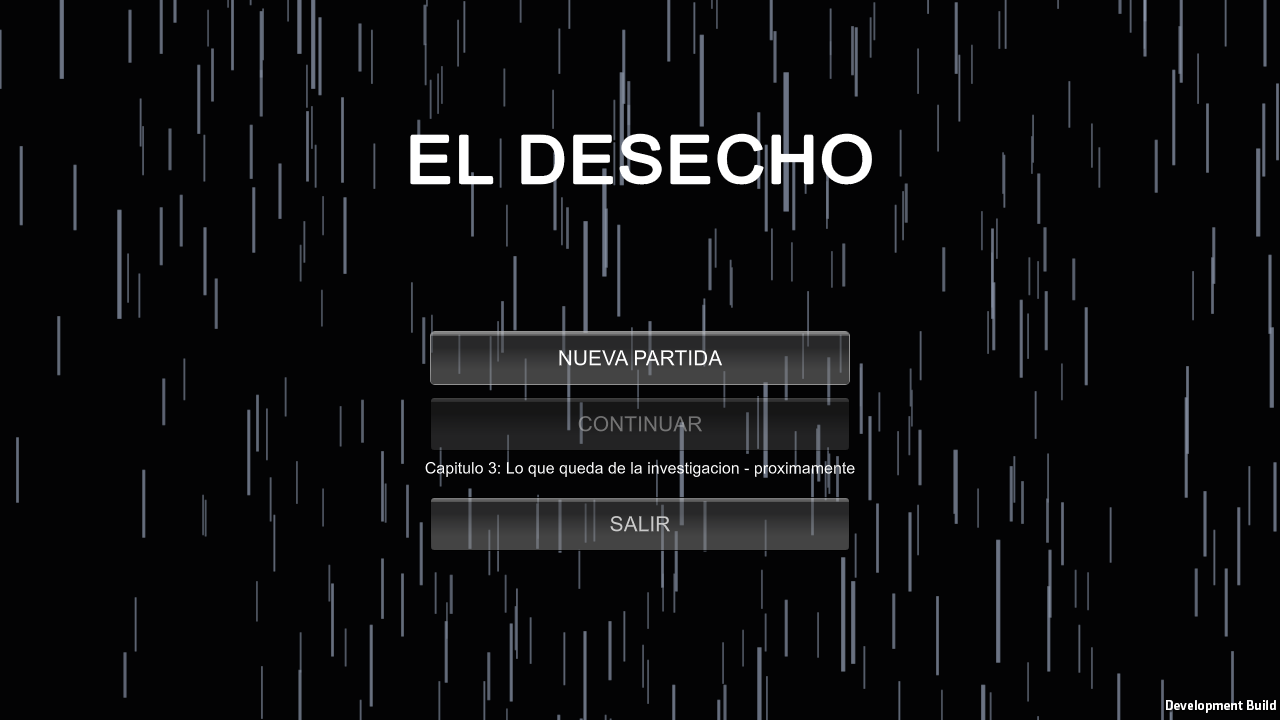 EL DESECHO
NUEVA PARTIDA
CONTINUAR
Capitulo 3: Lo que queda de la investigacion - proximamente
SALIR
Development Build